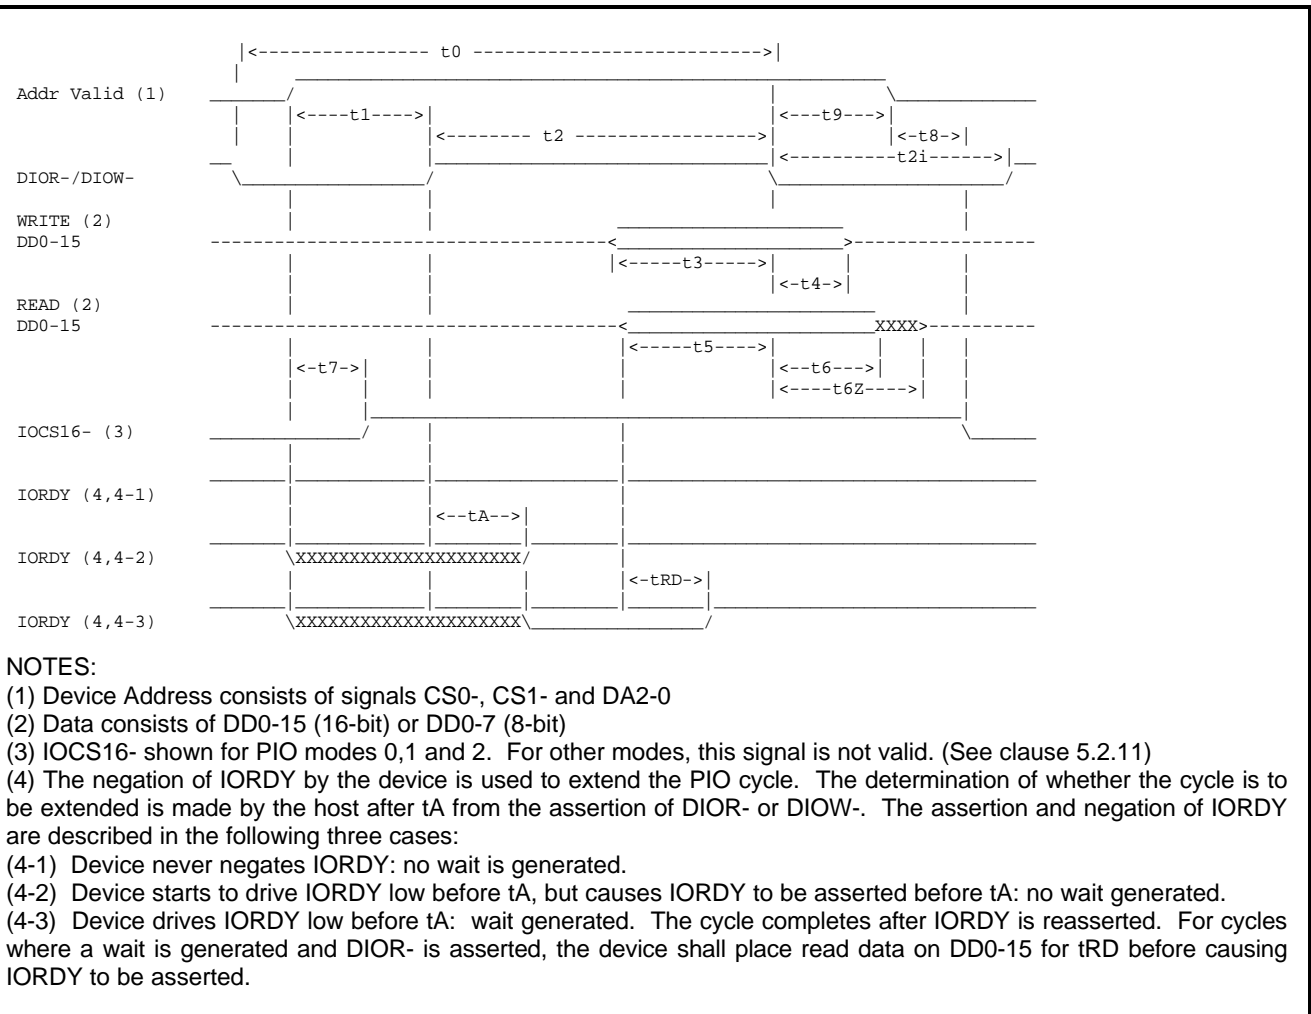 |<---------------- t0 --------------------------->|
Addr Valid (1)
|<----t1---->| |<---t9--->|
|<-------- t2 ----------------->| |<-t8->|
|<----------t2i------>|
DIOR-/DIOW-
WRITE (2)
DD0-15
|<-----t3----->|
|<-t4->|
READ (2)
DD0-15 XXXX
|<-----t5---->|
|<-t7->| |<--t6--->|
|<----t6Z---->|
IOCS16- (3)
IORDY (4,4-1)
|<--tA-->|
IORDY (4,4-2) \XXXXXXXXXXXXXXXXXXXXX/
|<-tRD->|
IORDY (4,4-3) \XXXXXXXXXXXXXXXXXXXXX\________________/
NOTES:
(1) Device Address consists of signals CS0-, CS1- and DA2-0
(2) Data consists of DD0-15 (16-bit) or DD0-7 (8-bit)
(3) IOCS16- shown for PIO modes 0,1 and 2. For other modes, this signal is not valid. (See clause 5.2.11)
(4) The negation of IORDY by the device is used to extend the PIO cycle. The determination of whether the cycle is to
be extended is made by the host after tA from the assertion of DIOR- or DIOW-. The assertion and negation of IORDY
are described in the following three cases:
(4-1) Device never negates IORDY: no wait is generated.
(4-2) Device starts to drive IORDY low before tA, but causes IORDY to be asserted before tA: no wait generated.
(4-3) Device drives IORDY low before tA: wait generated. The cycle completes after IORDY is reasserted. For cycles
where a wait is generated and DIOR- is asserted, the device shall place read data on DD0-15 for tRD before causing
IORDY to be asserted.